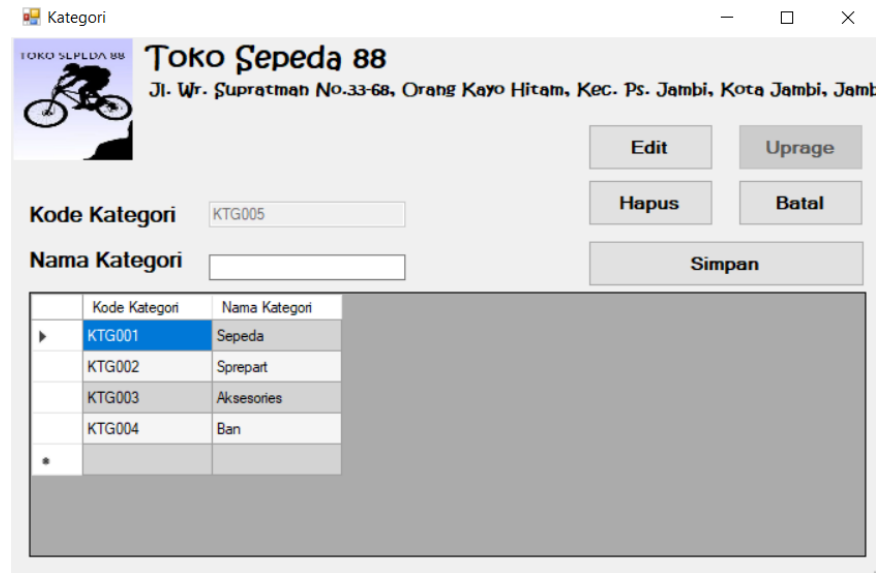 Kategori
TOKO SEPEDA 88
Toko Sepeda 88
Jl. Wr. Supratman No.33-68, Orang Kayo Hitam, Kec. Ps. Jambi, Kota Jambi, Jamb
Edit
Uprage
Hapus
Batal
Kode Kategori
KTG005
Nama Kategori
Simpan
Kode Kategori Nama Kategori
KTG001 Sepeda
KTG002 Sprepart
KTG003 Aksesories
KTG004 Ban